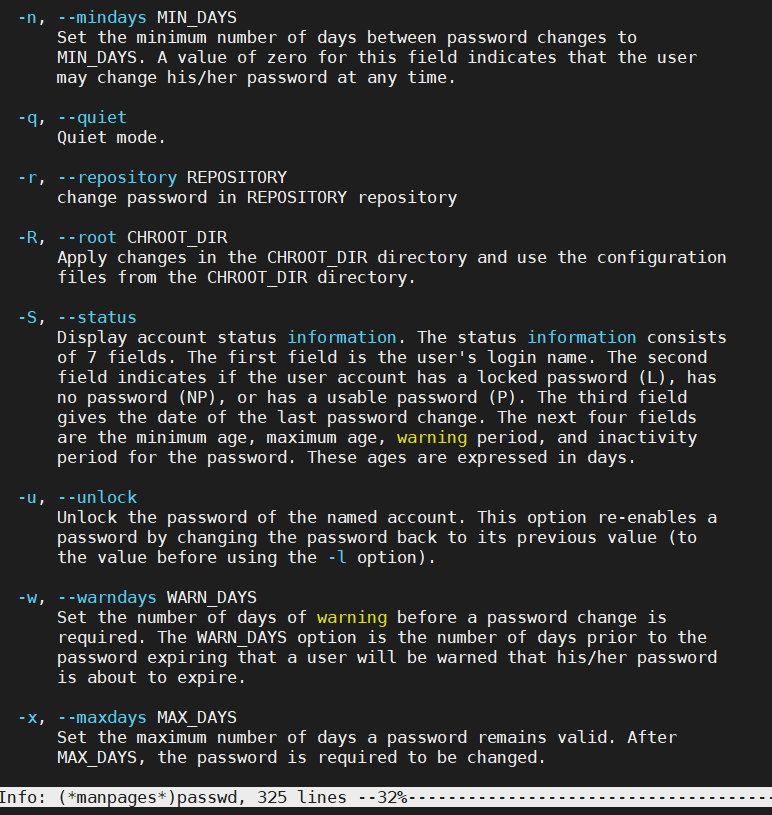 -n, --mindays MIN_DAYS
Set the minimum number of days between password changes to
MIN_DAYS. A value of zero for this field indicates that the user
may change his/her password at any time.
-q, --quiet
Quiet mode.
-r, --repository REPOSITORY
change password in REPOSITORY repository
-R, --root CHROOT_DIR
Apply changes in the CHROOT_DIR directory and use the configuration
files from the CHROOT_DIR directory.
-S, --status
Display account status information. The status information consists
of 7 fields. The first field is the user's login name. The second
field indicates if the user account has a locked password (L), has
no password (NP), or has a usable password (P). The third field
gives the date of the last password change. The next four fields
are the minimum age, maximum age, warning period, and inactivity
period for the password. These ages are expressed in days.
-u, --unlock
Unlock the password of the named account. This option re-enables a
password by changing the password back to its previous value (to
the value before using the -l option).
-w, --warndays WARN_DAYS
Set the number of days of warning before a password change is
required. The WARN_DAYS option is the number of days prior to the
password expiring that a user will be warned that his/her password
is about to expire.
-x, --maxdays MAX_DAYS
Set the maximum number of days a password remains valid. After
MAX_DAYS, the password is required to be changed.
Info: (*manpages*)passwd, 325 lines --32%-------------------------------------